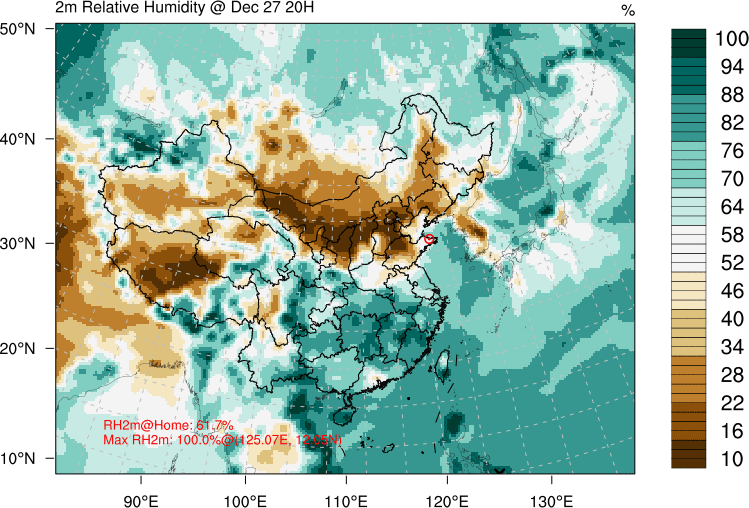 2m Relative Humidity @ Dec 27 20H
%
50°N
40°N
30°N
20°N
10°N
90°E
100°E
110°E
120°E
130°E
RH2m@Home: 61.7%
Max RH2m: 100.0%@(125.07E, 12.05N)
100
94
88
82
76
70
64
58
52
46
40
34
28
22
16
10